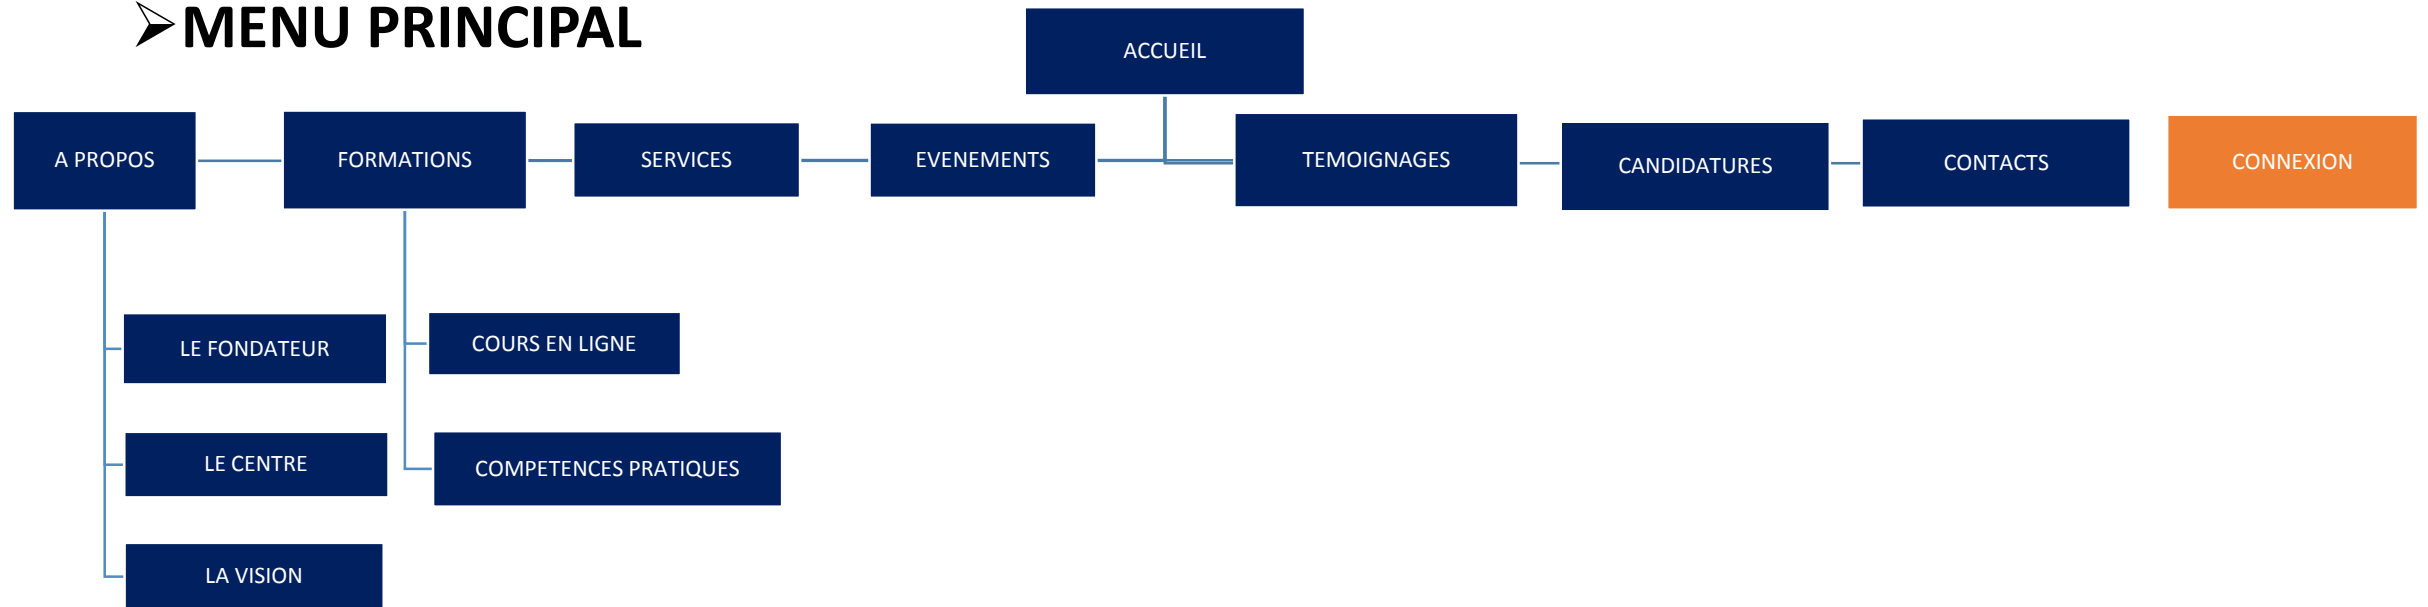 ➢MENU PRINCIPAL
ACCUEIL
A PROPOS
FORMATIONS
SERVICES
EVENEMENTS
TEMOIGNAGES
CANDIDATURES
CONTACTS
CONNEXION
LE FONDATEUR
COURS EN LIGNE
LE CENTRE
COMPETENCES PRATIQUES
LA VISION